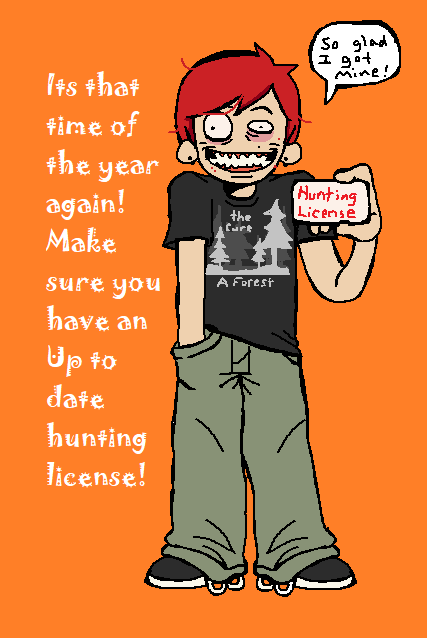 So glad
I got
mine!
Its that
time of
the year
again!
Make
sure you
have an
Up to
date
hunting
license!
Hunting
License
the
Cure
A Forest